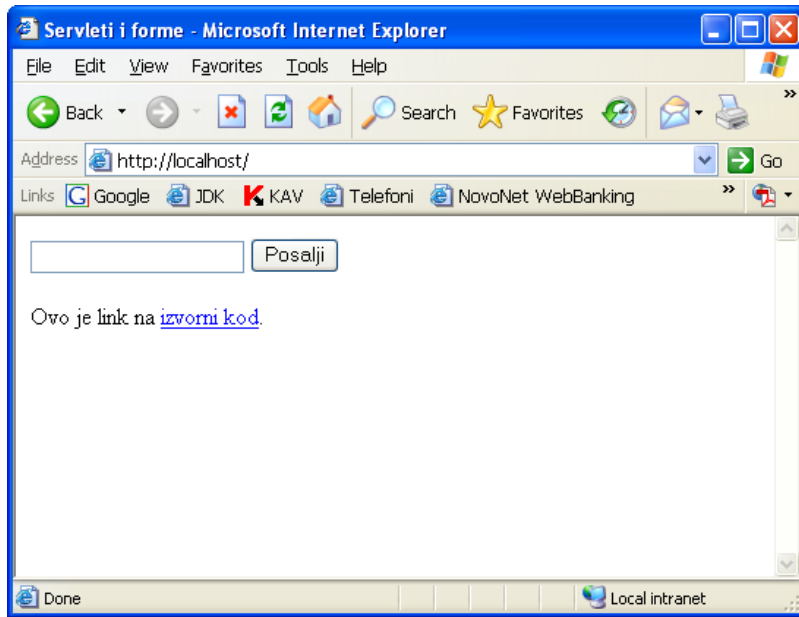 Servleti i forme - Microsoft Internet Explorer
File Edit View Favorites Tools Help
Back Search Favorites »
Address http://localhost/ Go
Links Google JDK KAV Telefoni NovoNet WebBanking »
Posalji
Ovo je link na izvorni kod.
Done Local intranet